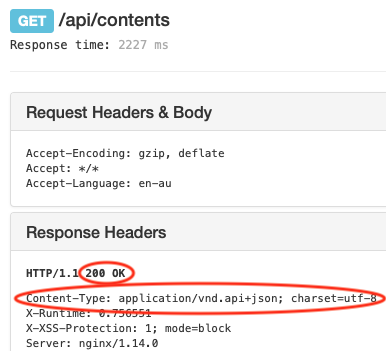 GET /api/contents
Response time: 2227 ms
Request Headers & Body
Accept-Encoding: gzip, deflate
Accept: */*
Accept-Language: en-au
Response Headers
HTTP/1.1 200 OK
Content-Type: application/vnd.api+json; charset=utf-8
X-Runtime: 0.756551
X-XSS-Protection: 1; mode=block
Server: nginx/1.14.0